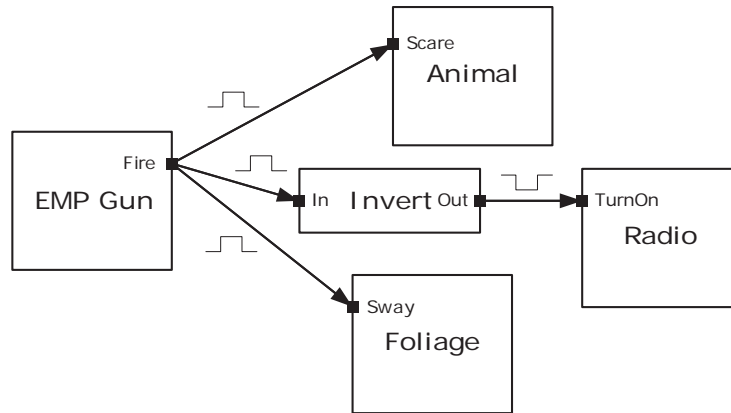 Scare
Animal
Fire
EMP Gun
In
Invert
Out
TurnOn
Radio
Sway
Foliage